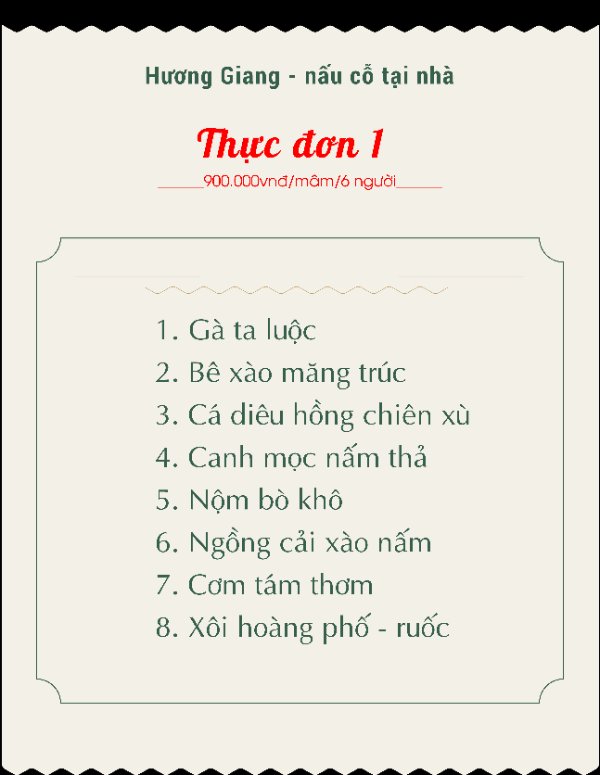 Hương Giang - nấu cỗ tại nhà
Thực đơn 1
______900.000vnđ/mâm/6 người______
1. Gà ta luộc
2. Bê xào măng trúc
3. Cá diêu hồng chiên xù
4. Canh mọc nấm thả
5. Nộm bò khô
6. Ngồng cải xào nấm
7. Cơm tám thơm
8. Xôi hoàng phố - ruốc